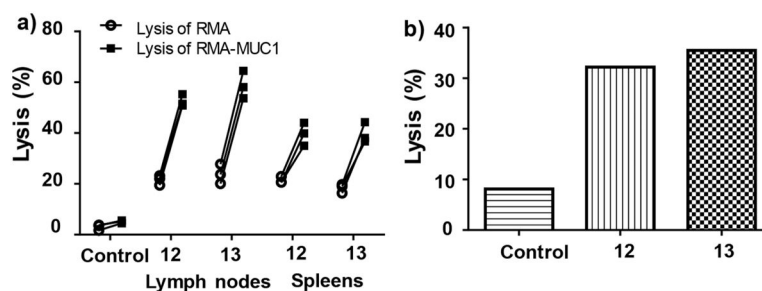 a)
Lysis of RMA
Lysis of RMA-MUC1
80
60
40
20
0
Lysis (%)
Control 12 13 12 13
Lymph nodes Spleens
b)
40
30
20
10
0
Lysis (%)
Control 12 13